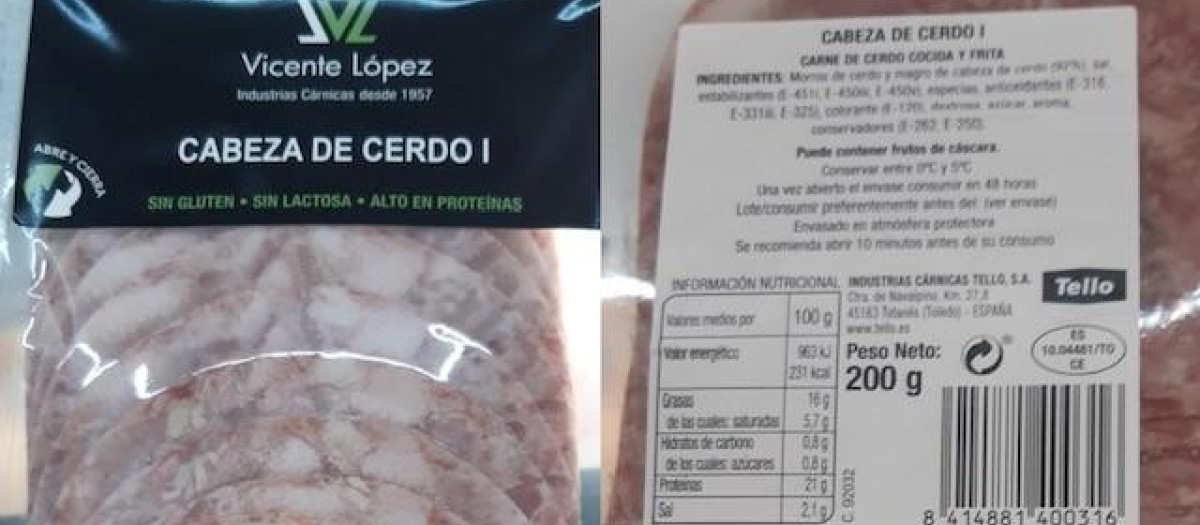 Vicente López
Industrias Cárnicas desde 1957
CABEZA DE CERDO I
ABRE Y CIERRA
SIN GLUTEN • SIN LACTOSA • ALTO EN PROTEÍNAS
CABEZA DE CERDO I
CARNE DE CERDO COCIDA Y FRITA
INGREDIENTES: Morros de cerdo y magro de cabeza de cerdo (90%), sal,
estabilizantes (E-451i, E-450iii, E-450v), especias, antioxidantes (E-316,
E-331iii, E-325), colorante (E-120), dextrosa, azúcar, aroma,
conservadores (E-262, E-250).
Puede contener frutos de cáscara.
Conservar entre 0ºC y 5ºC
Una vez abierto el envase consumir en 48 horas
Lote/consumir preferentemente antes del: (ver envase)
Envasado en atmósfera protectora
Se recomienda abrir 10 minutos antes de su consumo
INFORMACIÓN NUTRICIONAL
Valores medios por 100 g
Valor energético 963 kJ
231 kcal
Grasas 16 g
de las cuales: saturadas 5,7 g
Hidratos de carbono 0,8 g
de los cuales: azúcares 0,8 g
Proteínas 21 g
Sal 2,1 g
INDUSTRIAS CÁRNICAS TELLO, S.A.
Ctra. de Navalpino, Km. 27,8
45163 Totanés (Toledo) - ESPAÑA
www.tello.es
Tello
Peso Neto:
200 g
ES
10.04481/TO
CE
C. 92032
8 414881 400316